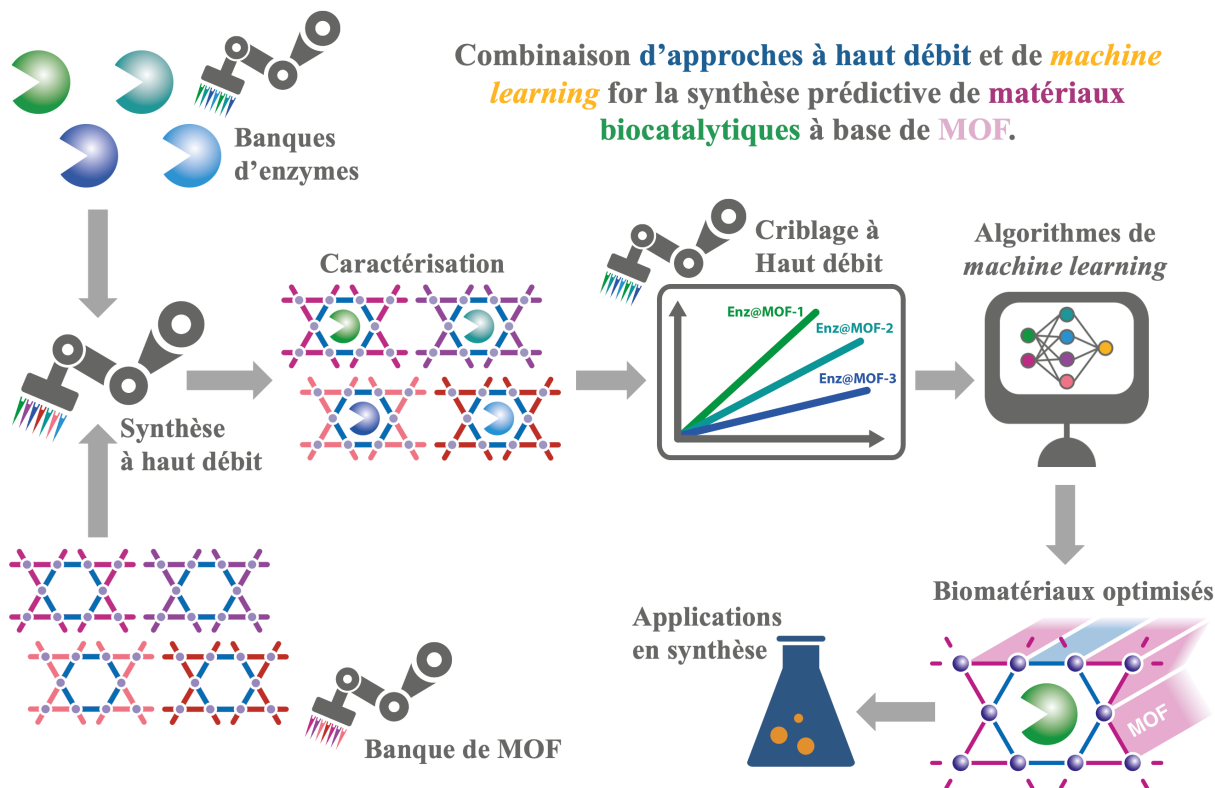 Combinaison d'approches à haut débit et de machine
learning for la synthèse prédictive de matériaux
biocatalytiques à base de MOF.
Banques
d'enzymes
Synthèse
à haut débit
Banque de MOF
Caractérisation
Criblage à
Haut débit
Enz@MOF-1
Enz@MOF-2
Enz@MOF-3
Algorithmes de
machine learning
Biomatériaux optimisés
MOF
Applications
en synthèse